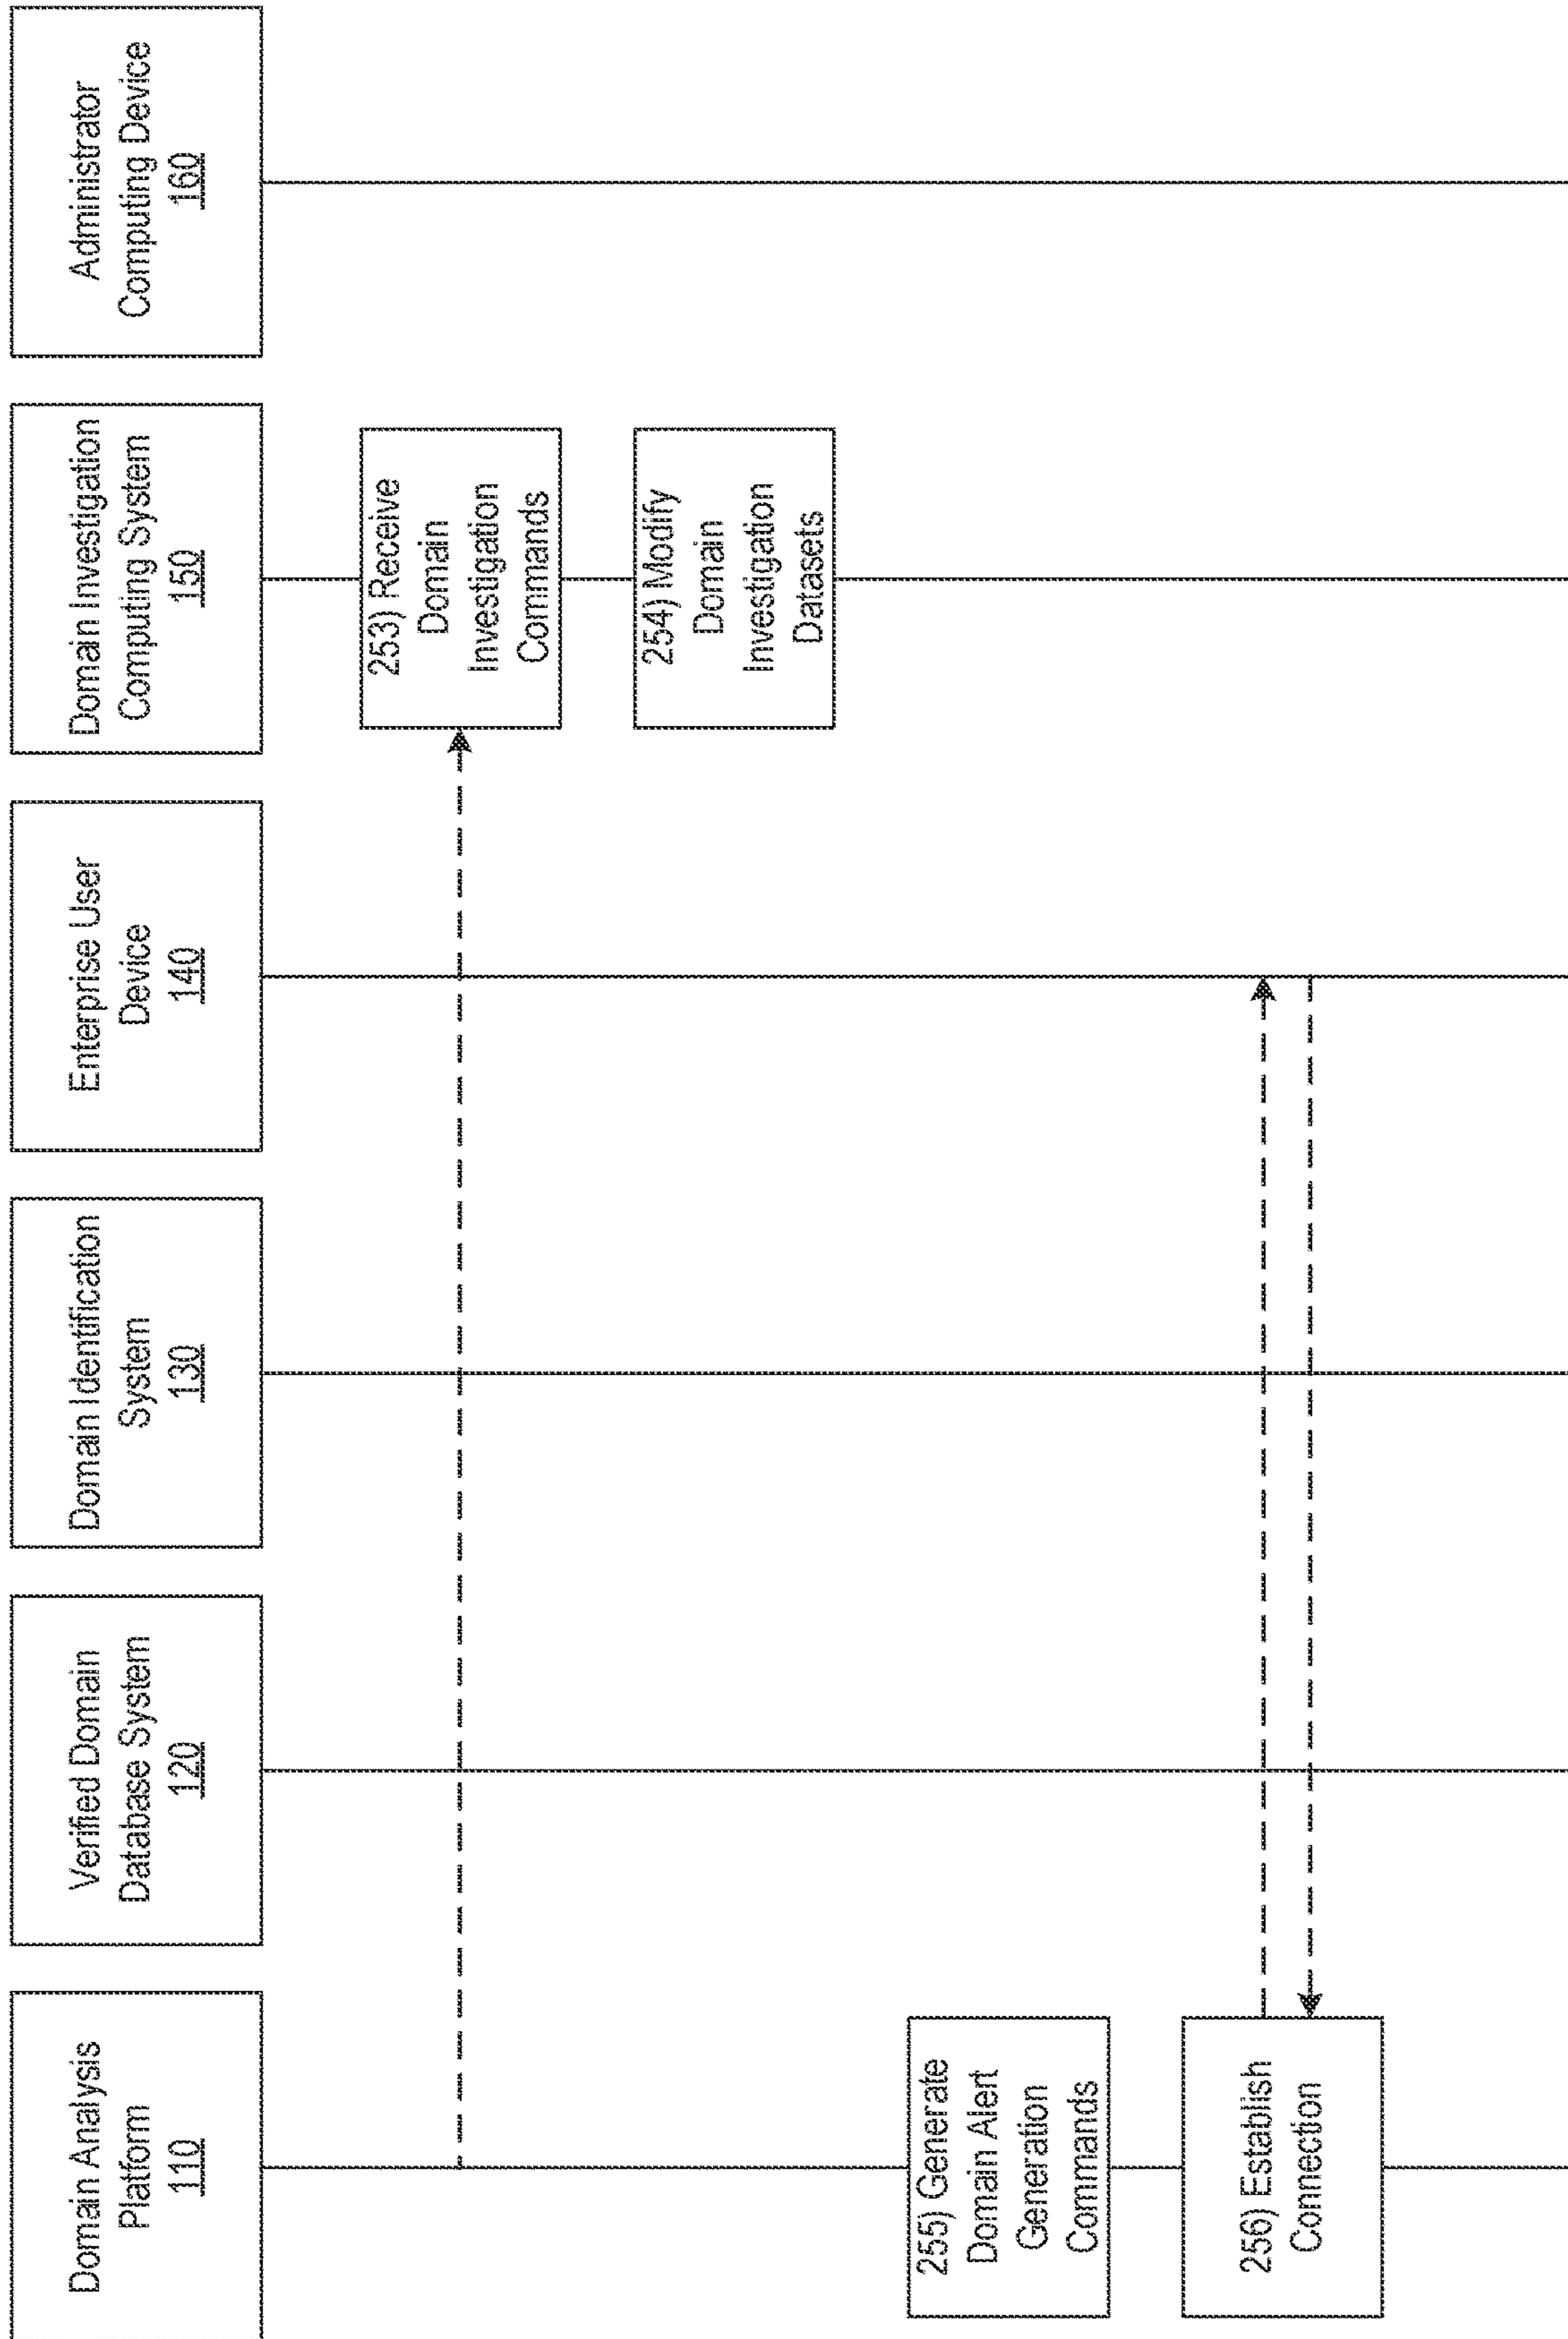 Domain Analysis
Platform
110
Verified Domain
Database System
120
Domain Identification
System
130
Enterprise User
Device
140
Domain Investigation
Computing System
150
Administrator
Computing Device
160
253) Receive
Domain
Investigation
Commands
254) Modify
Domain
Investigation
Datasets
255) Generate
Domain Alert
Generation
Commands
256) Establish
Connection